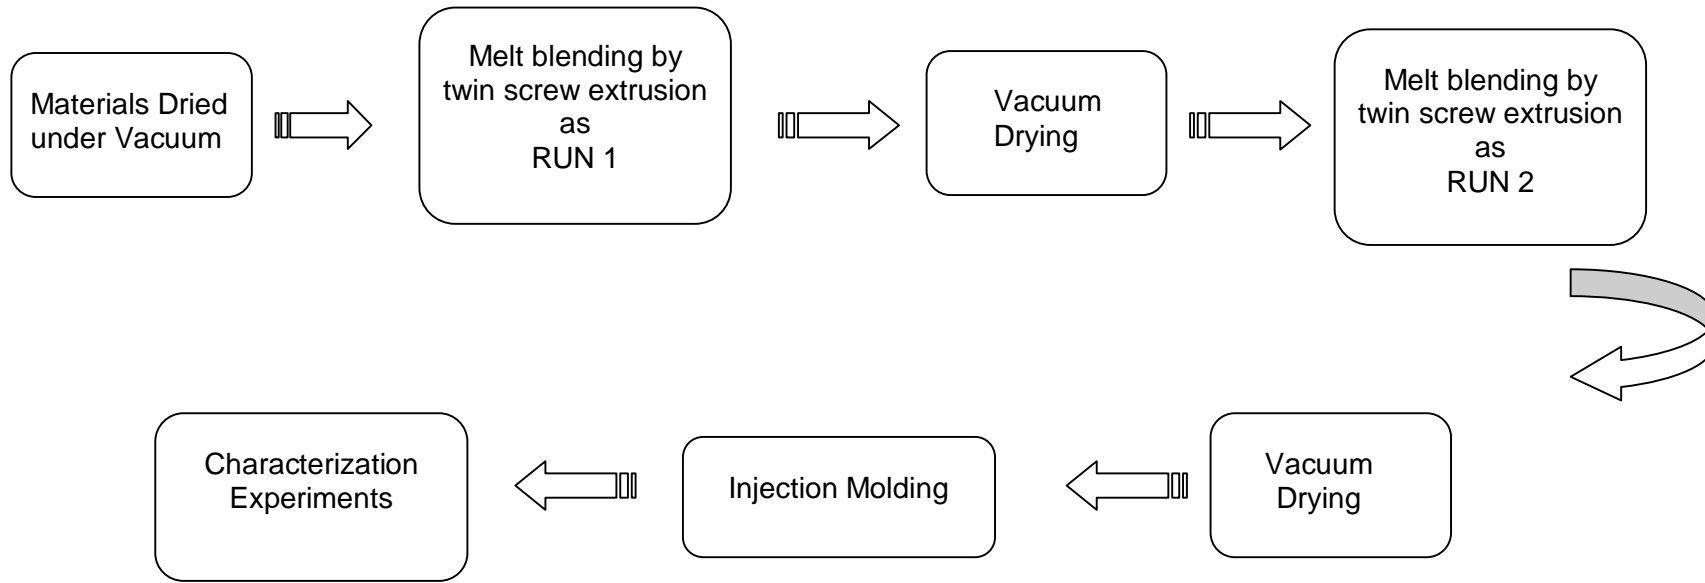 Materials Dried
under Vacuum
Melt blending by
twin screw extrusion
as
RUN 1
Vacuum
Drying
Melt blending by
twin screw extrusion
as
RUN 2
Vacuum
Drying
Injection Molding
Characterization
Experiments